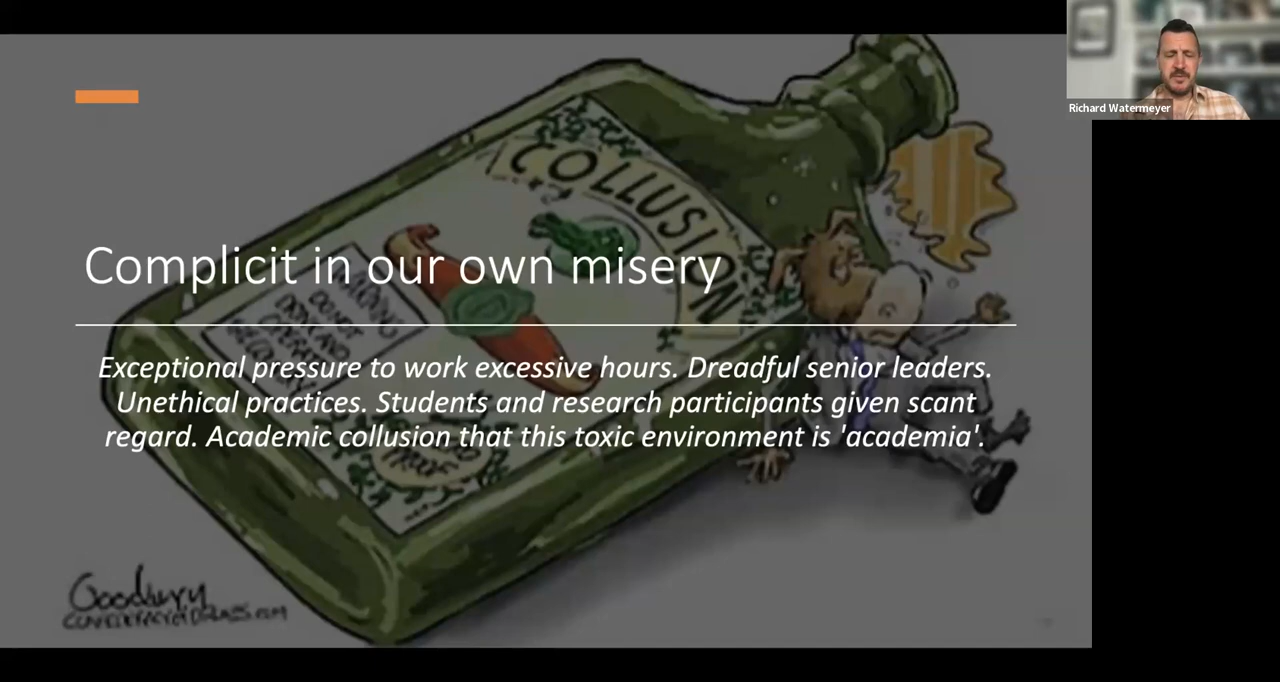 Richard Watermeyer
COLLUSION
Complicit in our own misery
Exceptional pressure to work excessive hours. Dreadful senior leaders.
Unethical practices. Students and research participants given scant
regard. Academic collusion that this toxic environment is 'academia'.
PROOF